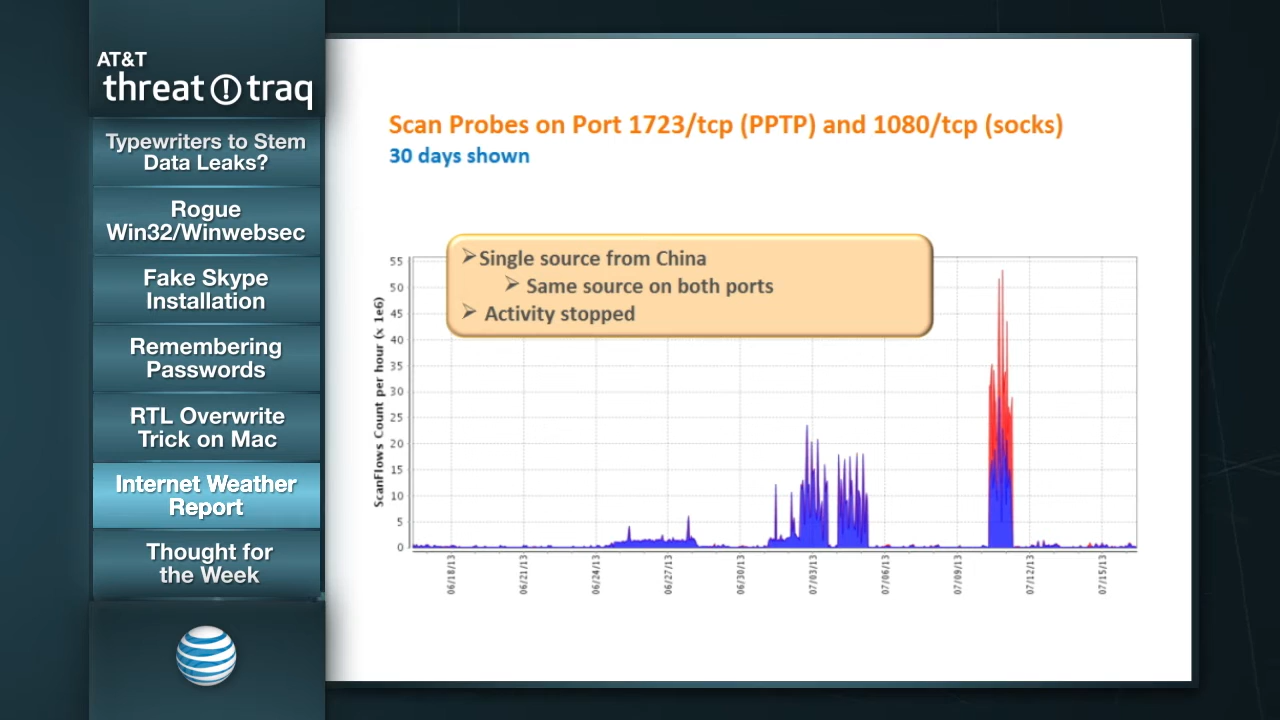 AT&T
threat traq
Typewriters to Stem
Data Leaks?
Rogue
Win32/Winwebsec
Fake Skype
Installation
Remembering
Passwords
RTL Overwrite
Trick on Mac
Internet Weather
Report
Thought for
the Week
Scan Probes on Port 1723/tcp (PPTP) and 1080/tcp (socks)
30 days shown
Single source from China
Same source on both ports
Activity stopped
ScanFlows Count per hour (x 1e6)
55
50
45
40
35
30
25
20
15
10
5
0
06/18/13
06/21/13
06/24/13
06/27/13
06/30/13
07/03/13
07/06/13
07/09/13
07/12/13
07/15/13